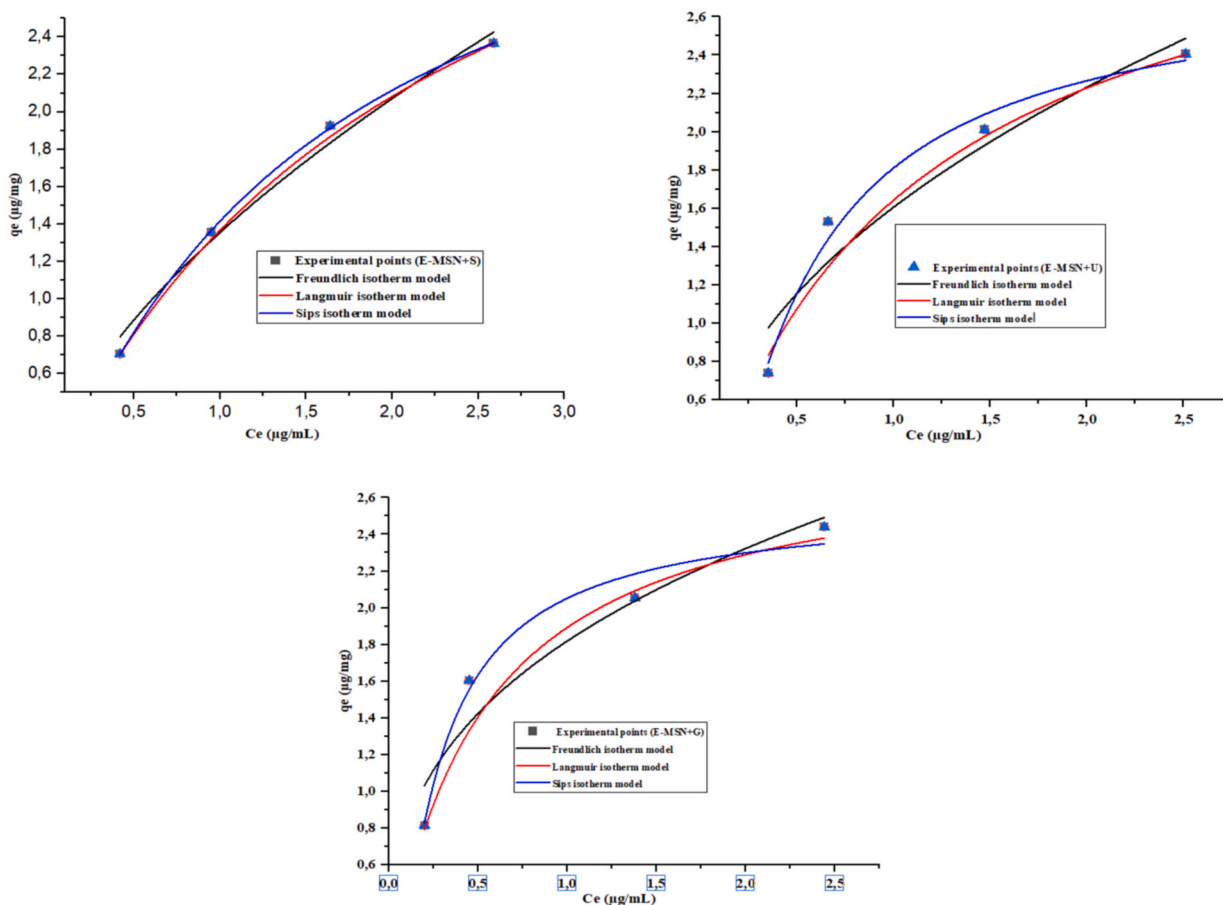 2,4
2,2
2,0
1,8
1,6
1,4
1,2
1,0
0,8
0,6
qe (µg/mg)
Experimental points (E-MSN+S)
Freundlich isotherm model
Langmuir isotherm model
Sips isotherm model
0,5 1,0 1,5 2,0 2,5 3,0
Ce (µg/mL)
2,6
2,4
2,2
2,0
1,8
1,6
1,4
1,2
1,0
0,8
0,6
qe (µg/mg)
Experimental points (E-MSN+U)
Freundlich isotherm model
Langmuir isotherm model
Sips isotherm model
0,5 1,0 1,5 2,0 2,5
Ce (µg/mL)
2,6
2,4
2,2
2,0
1,8
1,6
1,4
1,2
1,0
0,8
0,6
qe (µg/mg)
Experimental points (E-MSN+G)
Freundlich isotherm model
Langmuir isotherm model
Sips isotherm model
0,0 0,5 1,0 1,5 2,0 2,5
Ce (µg/mL)